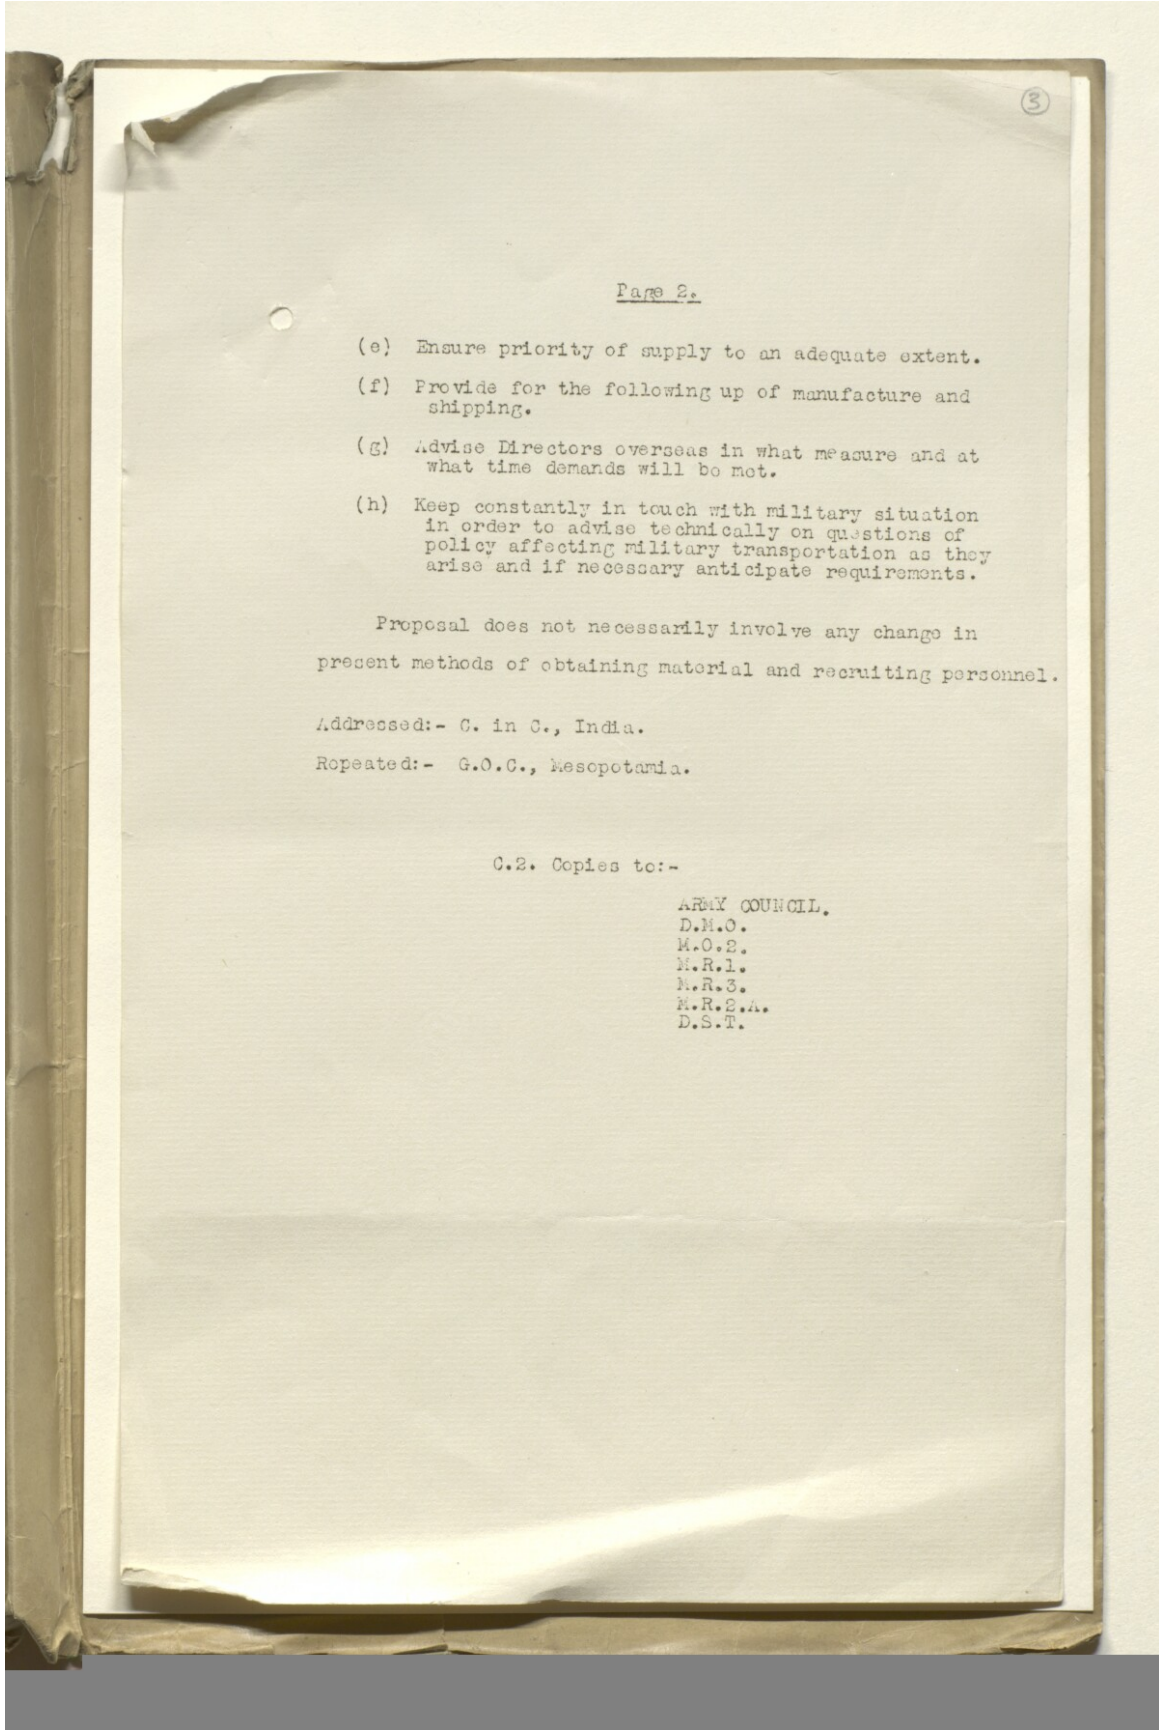 3
Page 2.
(e) Ensure priority of supply to an adequate extent.
(f) Provide for the following up of manufacture and
shipping.
(g) Advise Directors overseas in what measure and at
what time demands will be met.
(h) Keep constantly in touch with military situation
in order to advise technically on questions of
policy affecting military transportation as they
arise and if necessary anticipate requirements.
Proposal does not necessarily involve any change in
present methods of obtaining material and recruiting personnel.
Addressed:- C. in C., India.
Repeated:- G.O.C., Mesopotamia.
C.2. Copies to:-
ARMY COUNCIL.
D.M.O.
M.O.2.
M.R.1.
M.R.3.
M.R.2.A.
D.S.T.